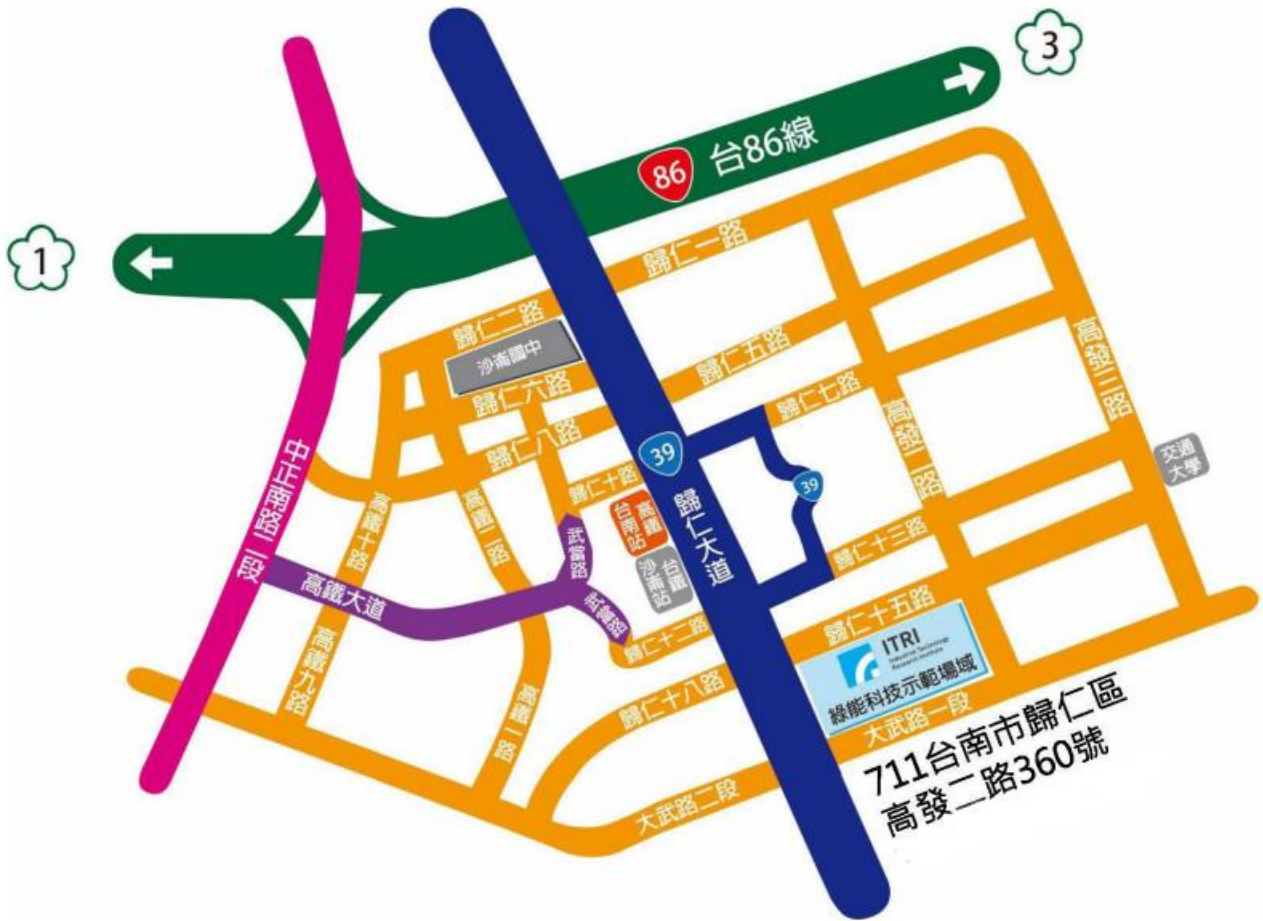 3
台86線
86
1
歸仁一路
歸仁二路
沙崙國中
歸仁五路
歸仁六路
歸仁七路
歸仁八路
高發二路
高發三路
39
39
交通
大學
中正南路二段
歸仁十路
高鐵
台南站
台鐵
沙崙站
歸仁大道
高鐵十路
高鐵二路
武當路
武當路
高鐵大道
歸仁十三路
歸仁十二路
歸仁十五路
高鐵九路
高鐵一路
歸仁十八路
ITRI
Industrial Technology
Research Institute
綠能科技示範場域
大武路一段
大武路二段
711台南市歸仁區
高發二路360號